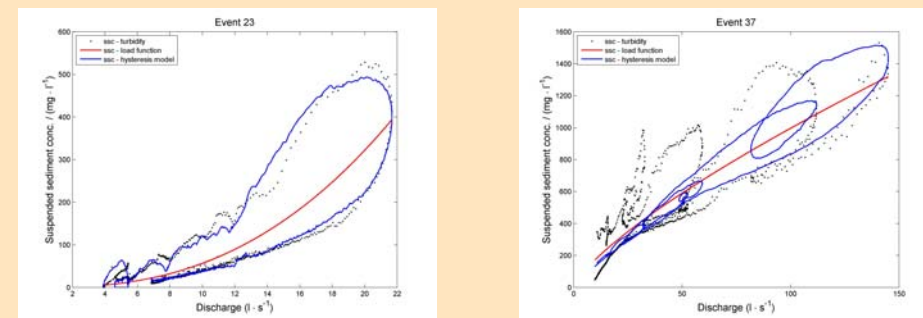 Event 23
600
500
400
300
200
100
0
ssc - turbidity
ssc - load function
ssc - hysteresis model
Suspended sediment conc. / (mg · l⁻¹)
2 4 6 8 10 12 14 16 18 20 22
Discharge (l · s⁻¹)
Event 37
1600
1400
1200
1000
800
600
400
200
0
ssc - turbidity
ssc - load function
ssc - hysteresis model
Suspended sediment conc. / (mg · l⁻¹)
0 50 100 150
Discharge (l · s⁻¹)